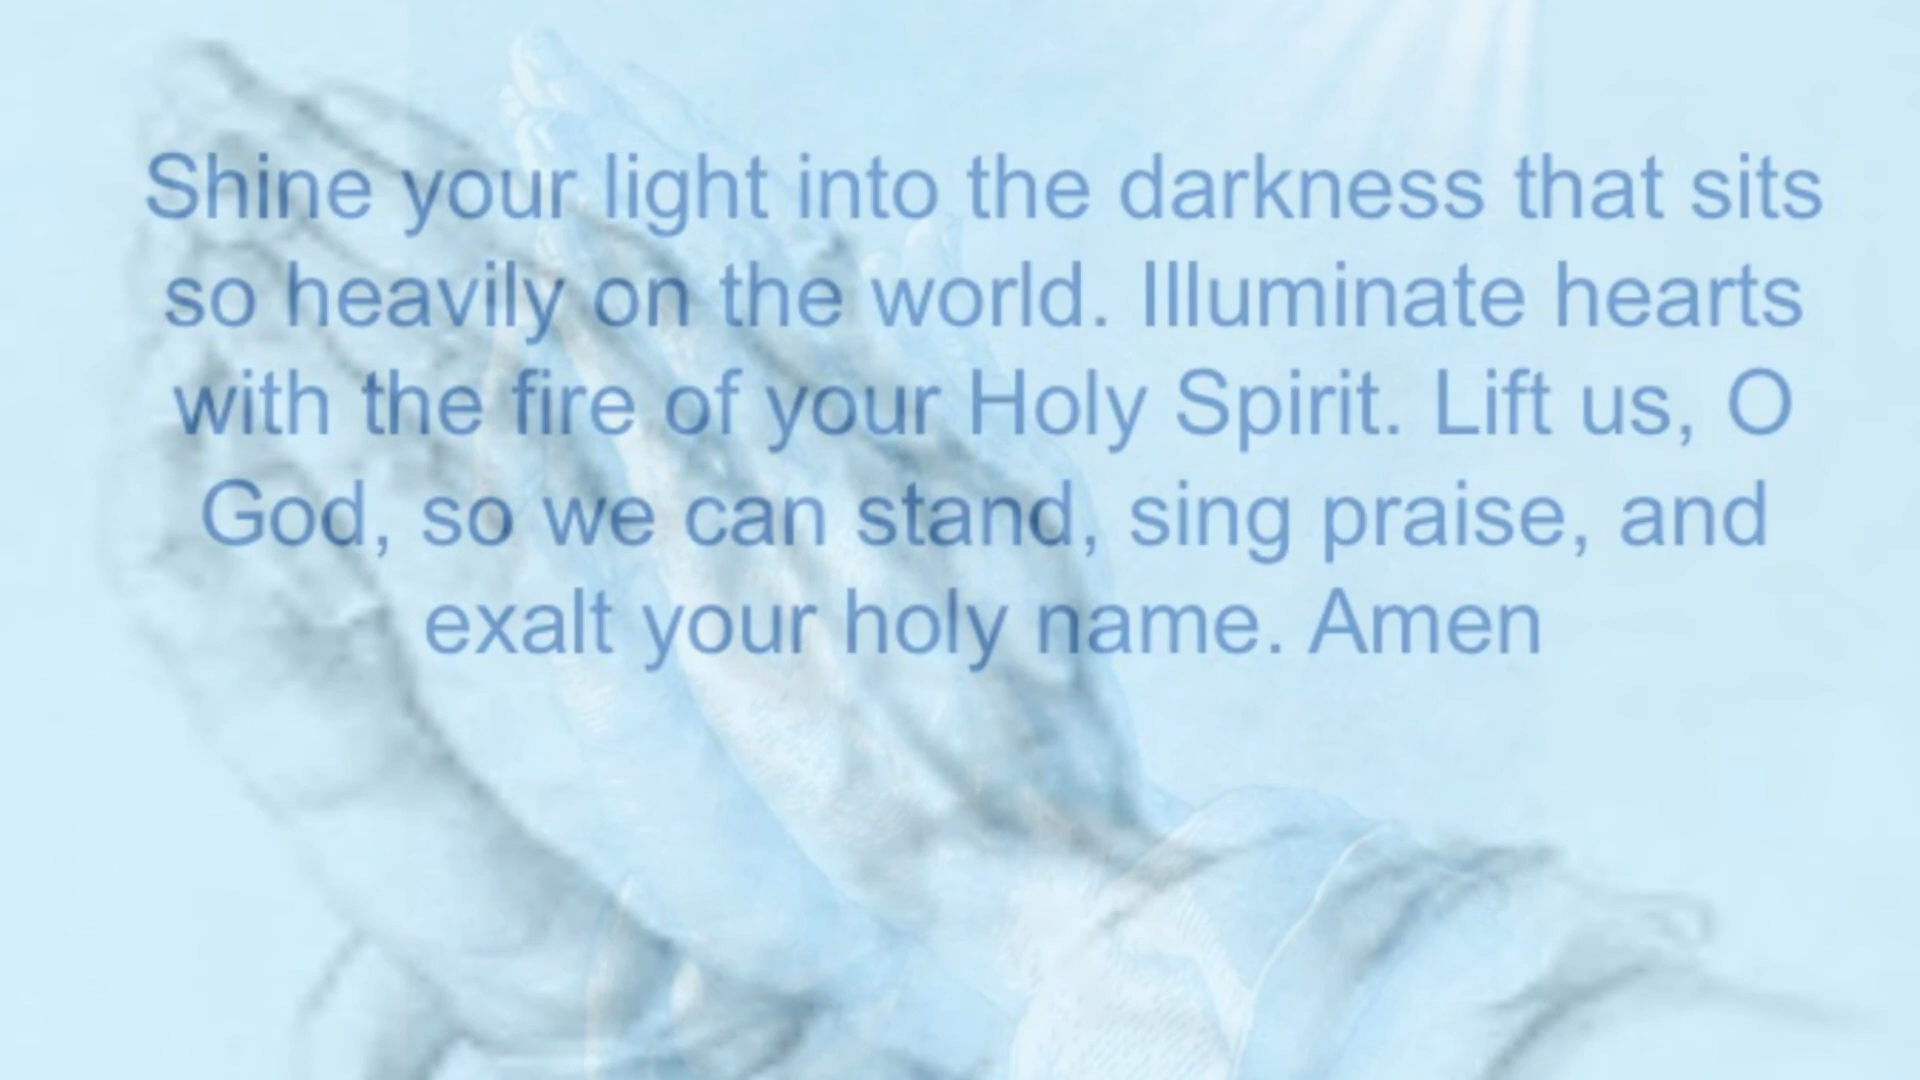 Shine your light into the darkness that sits
so heavily on the world. Illuminate hearts
with the fire of your Holy Spirit. Lift us, O
God, so we can stand, sing praise, and
exalt your holy name. Amen